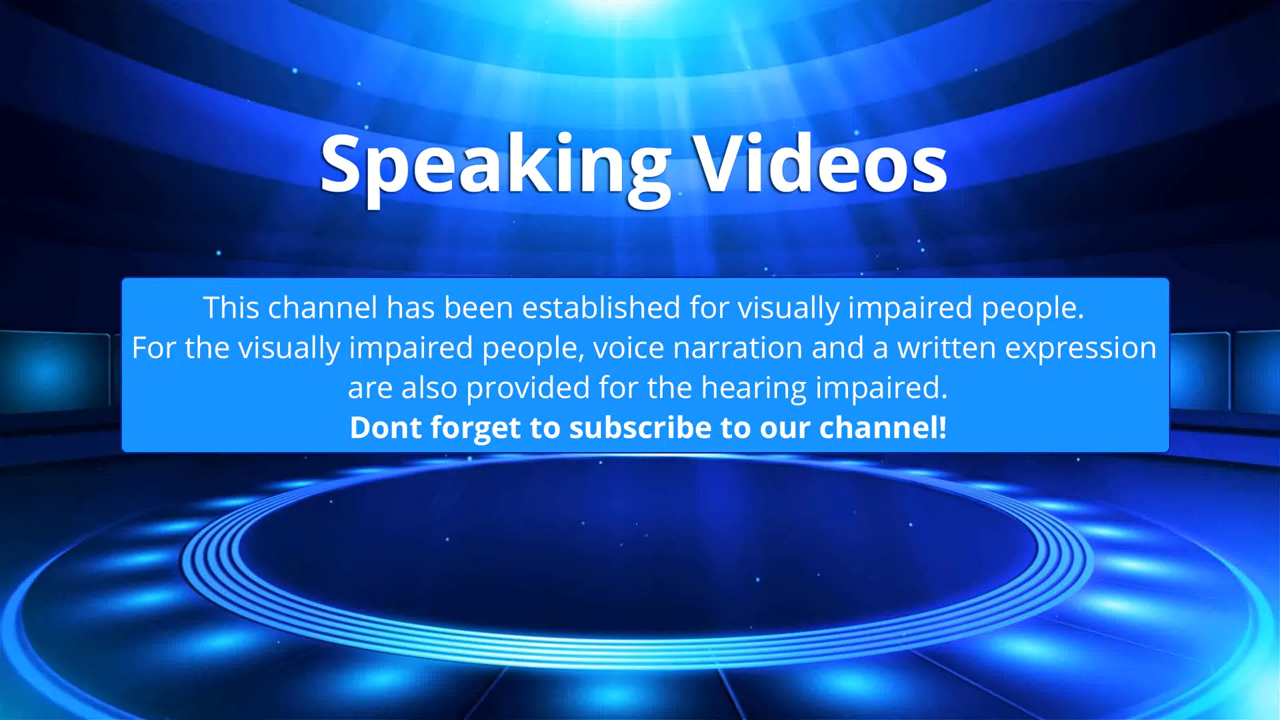 Speaking Videos
This channel has been established for visually impaired people.
For the visually impaired people, voice narration and a written expression
are also provided for the hearing impaired.
Dont forget to subscribe to our channel!